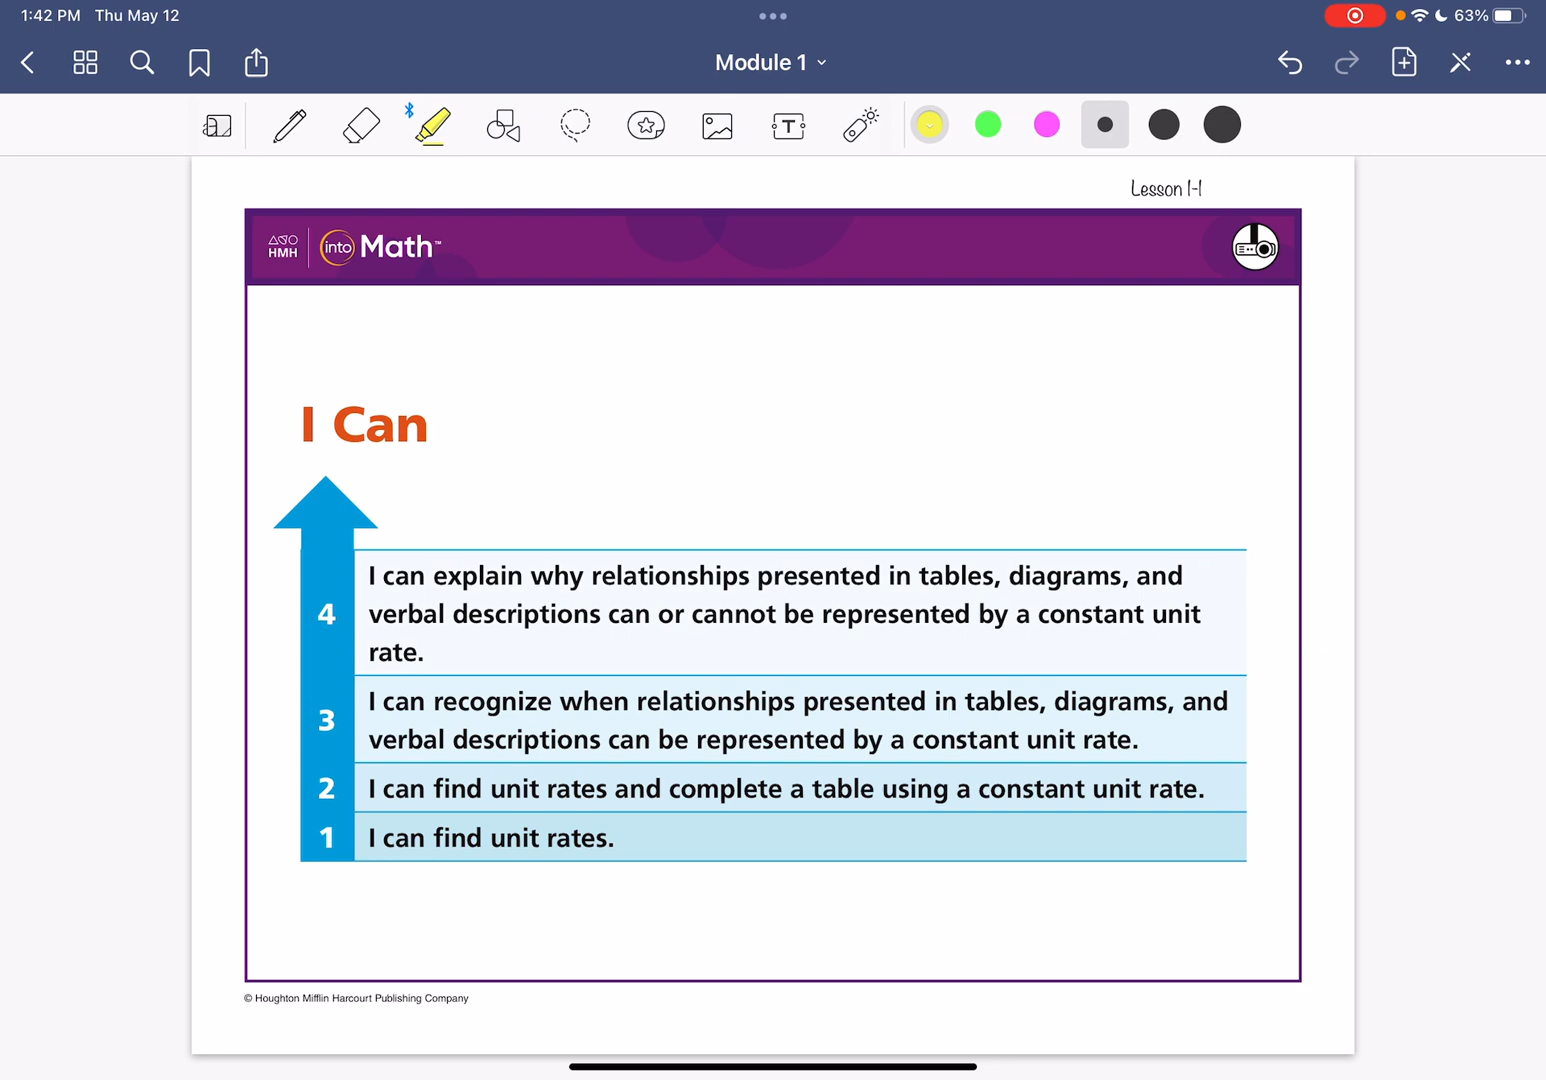 1:42 PM Thu May 12
63%
Module 1
T
Lesson 1-1
HMH into Math™
I Can
4 I can explain why relationships presented in tables, diagrams, and
verbal descriptions can or cannot be represented by a constant unit
rate.
3 I can recognize when relationships presented in tables, diagrams, and
verbal descriptions can be represented by a constant unit rate.
2 I can find unit rates and complete a table using a constant unit rate.
1 I can find unit rates.
© Houghton Mifflin Harcourt Publishing Company